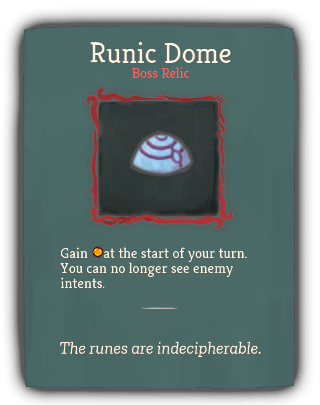 Runic Dome
Boss Relic
Gain at the start of your turn.
You can no longer see enemy
intents.
The runes are indecipherable.